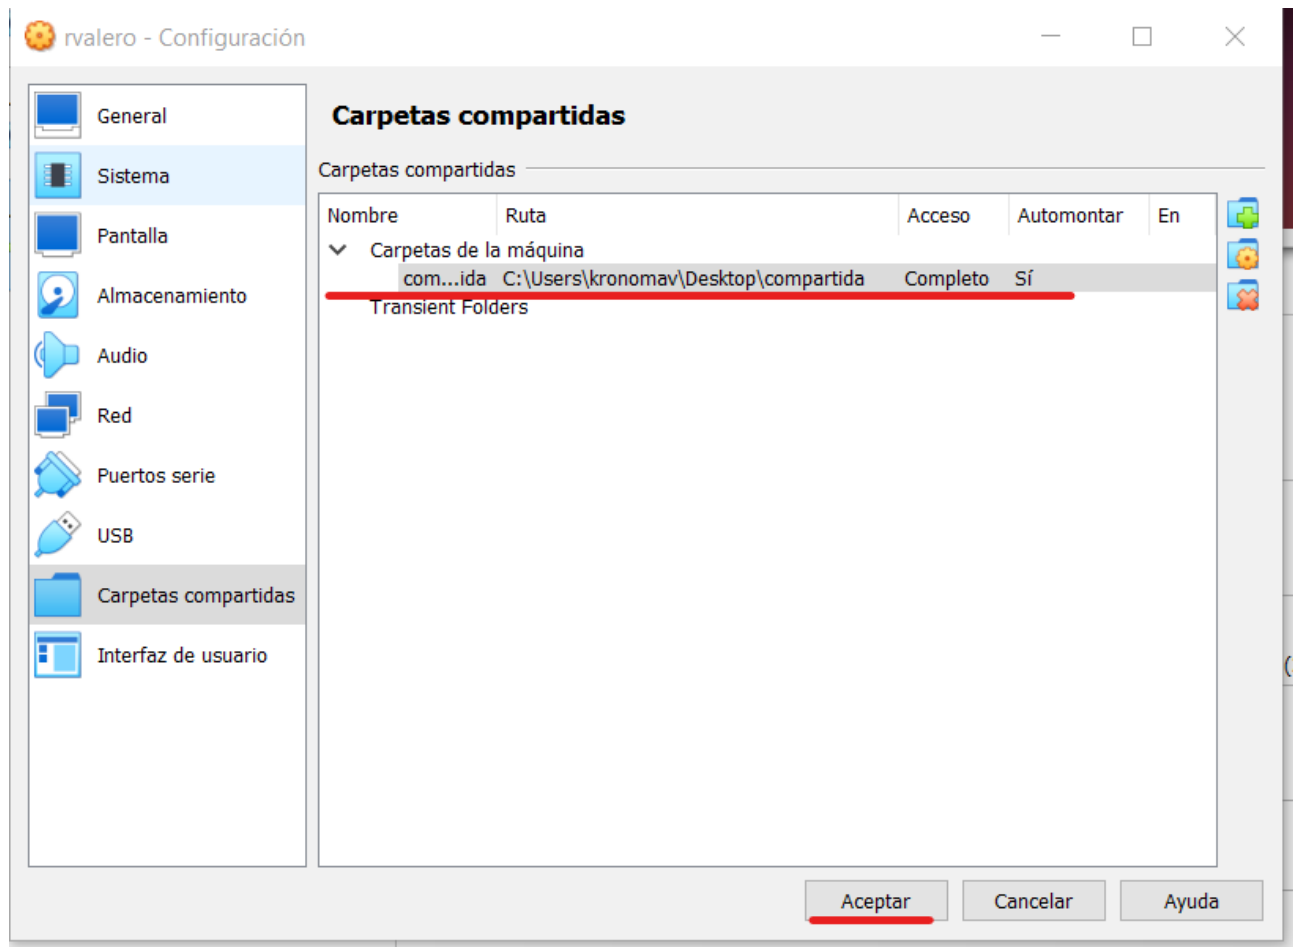 rvalero - Configuración
General
Sistema
Pantalla
Almacenamiento
Audio
Red
Puertos serie
USB
Carpetas compartidas
Interfaz de usuario
Carpetas compartidas
Carpetas compartidas
Nombre Ruta Acceso Automontar En
Carpetas de la máquina
com...ida C:\Users\kronomav\Desktop\compartida Completo Sí
Transient Folders
Aceptar Cancelar Ayuda
(